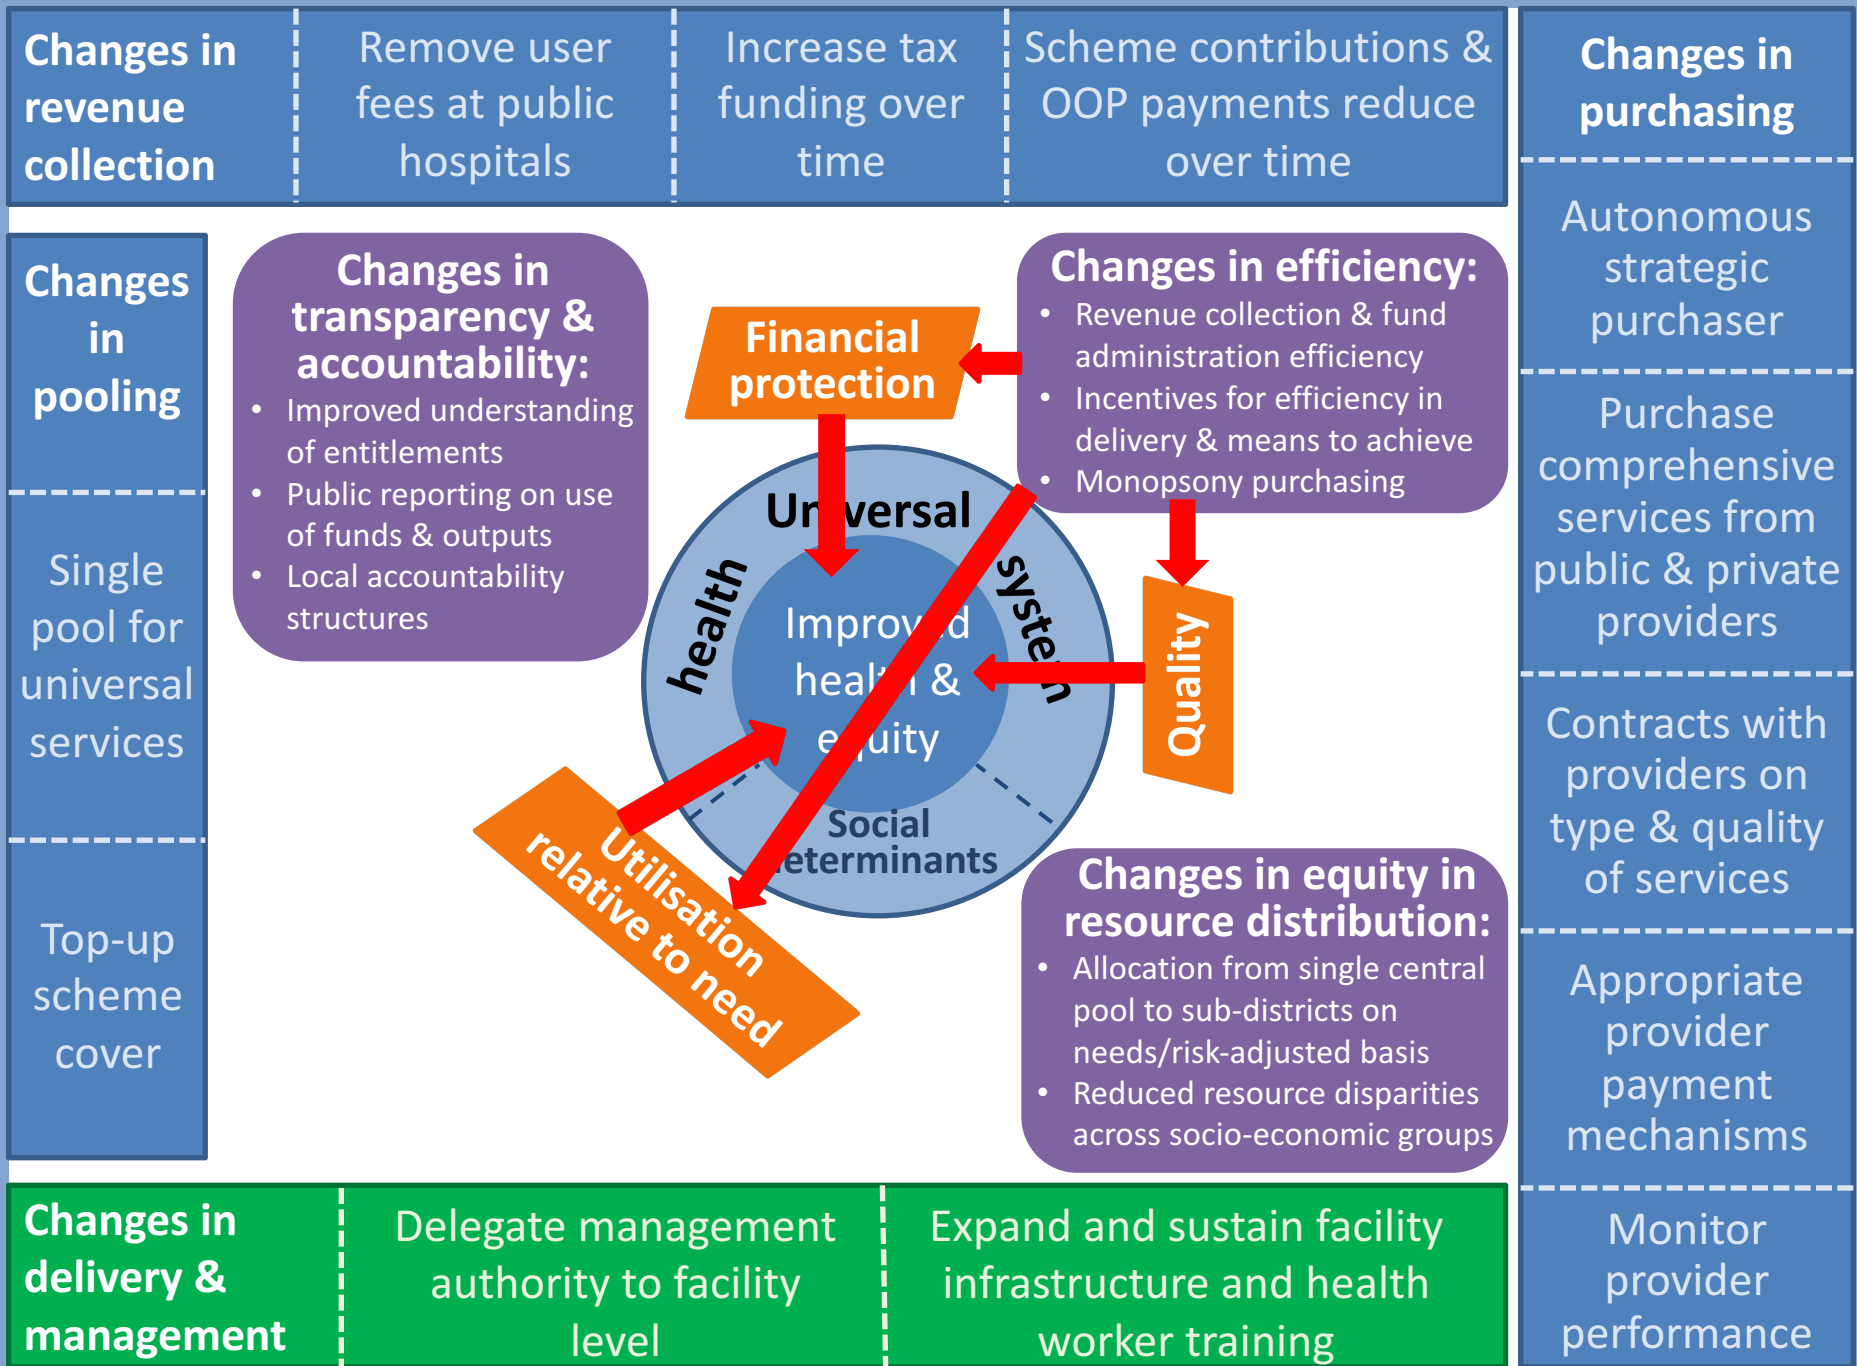 Changes in
revenue
collection
Remove user
fees at public
hospitals
Increase tax
funding over
time
Scheme contributions &
OOP payments reduce
over time
Changes in
purchasing
Autonomous
strategic
purchaser
Purchase
comprehensive
services from
public & private
providers
Contracts with
providers on
type & quality
of services
Appropriate
provider
payment
mechanisms
Monitor
provider
performance
Changes
in
pooling
Single
pool for
universal
services
Top-up
scheme
cover
Changes in
transparency &
accountability:
• Improved understanding
of entitlements
• Public reporting on use
of funds & outputs
• Local accountability
structures
Financial
protection
Changes in efficiency:
• Revenue collection & fund
administration efficiency
• Incentives for efficiency in
delivery & means to achieve
• Monopsony purchasing
Universal
health
system
Improved
health &
equity
Social
determinants
Quality
Utilisation
relative to need
Changes in equity in
resource distribution:
• Allocation from single central
pool to sub-districts on
needs/risk-adjusted basis
• Reduced resource disparities
across socio-economic groups
Changes in
delivery &
management
Delegate management
authority to facility
level
Expand and sustain facility
infrastructure and health
worker training